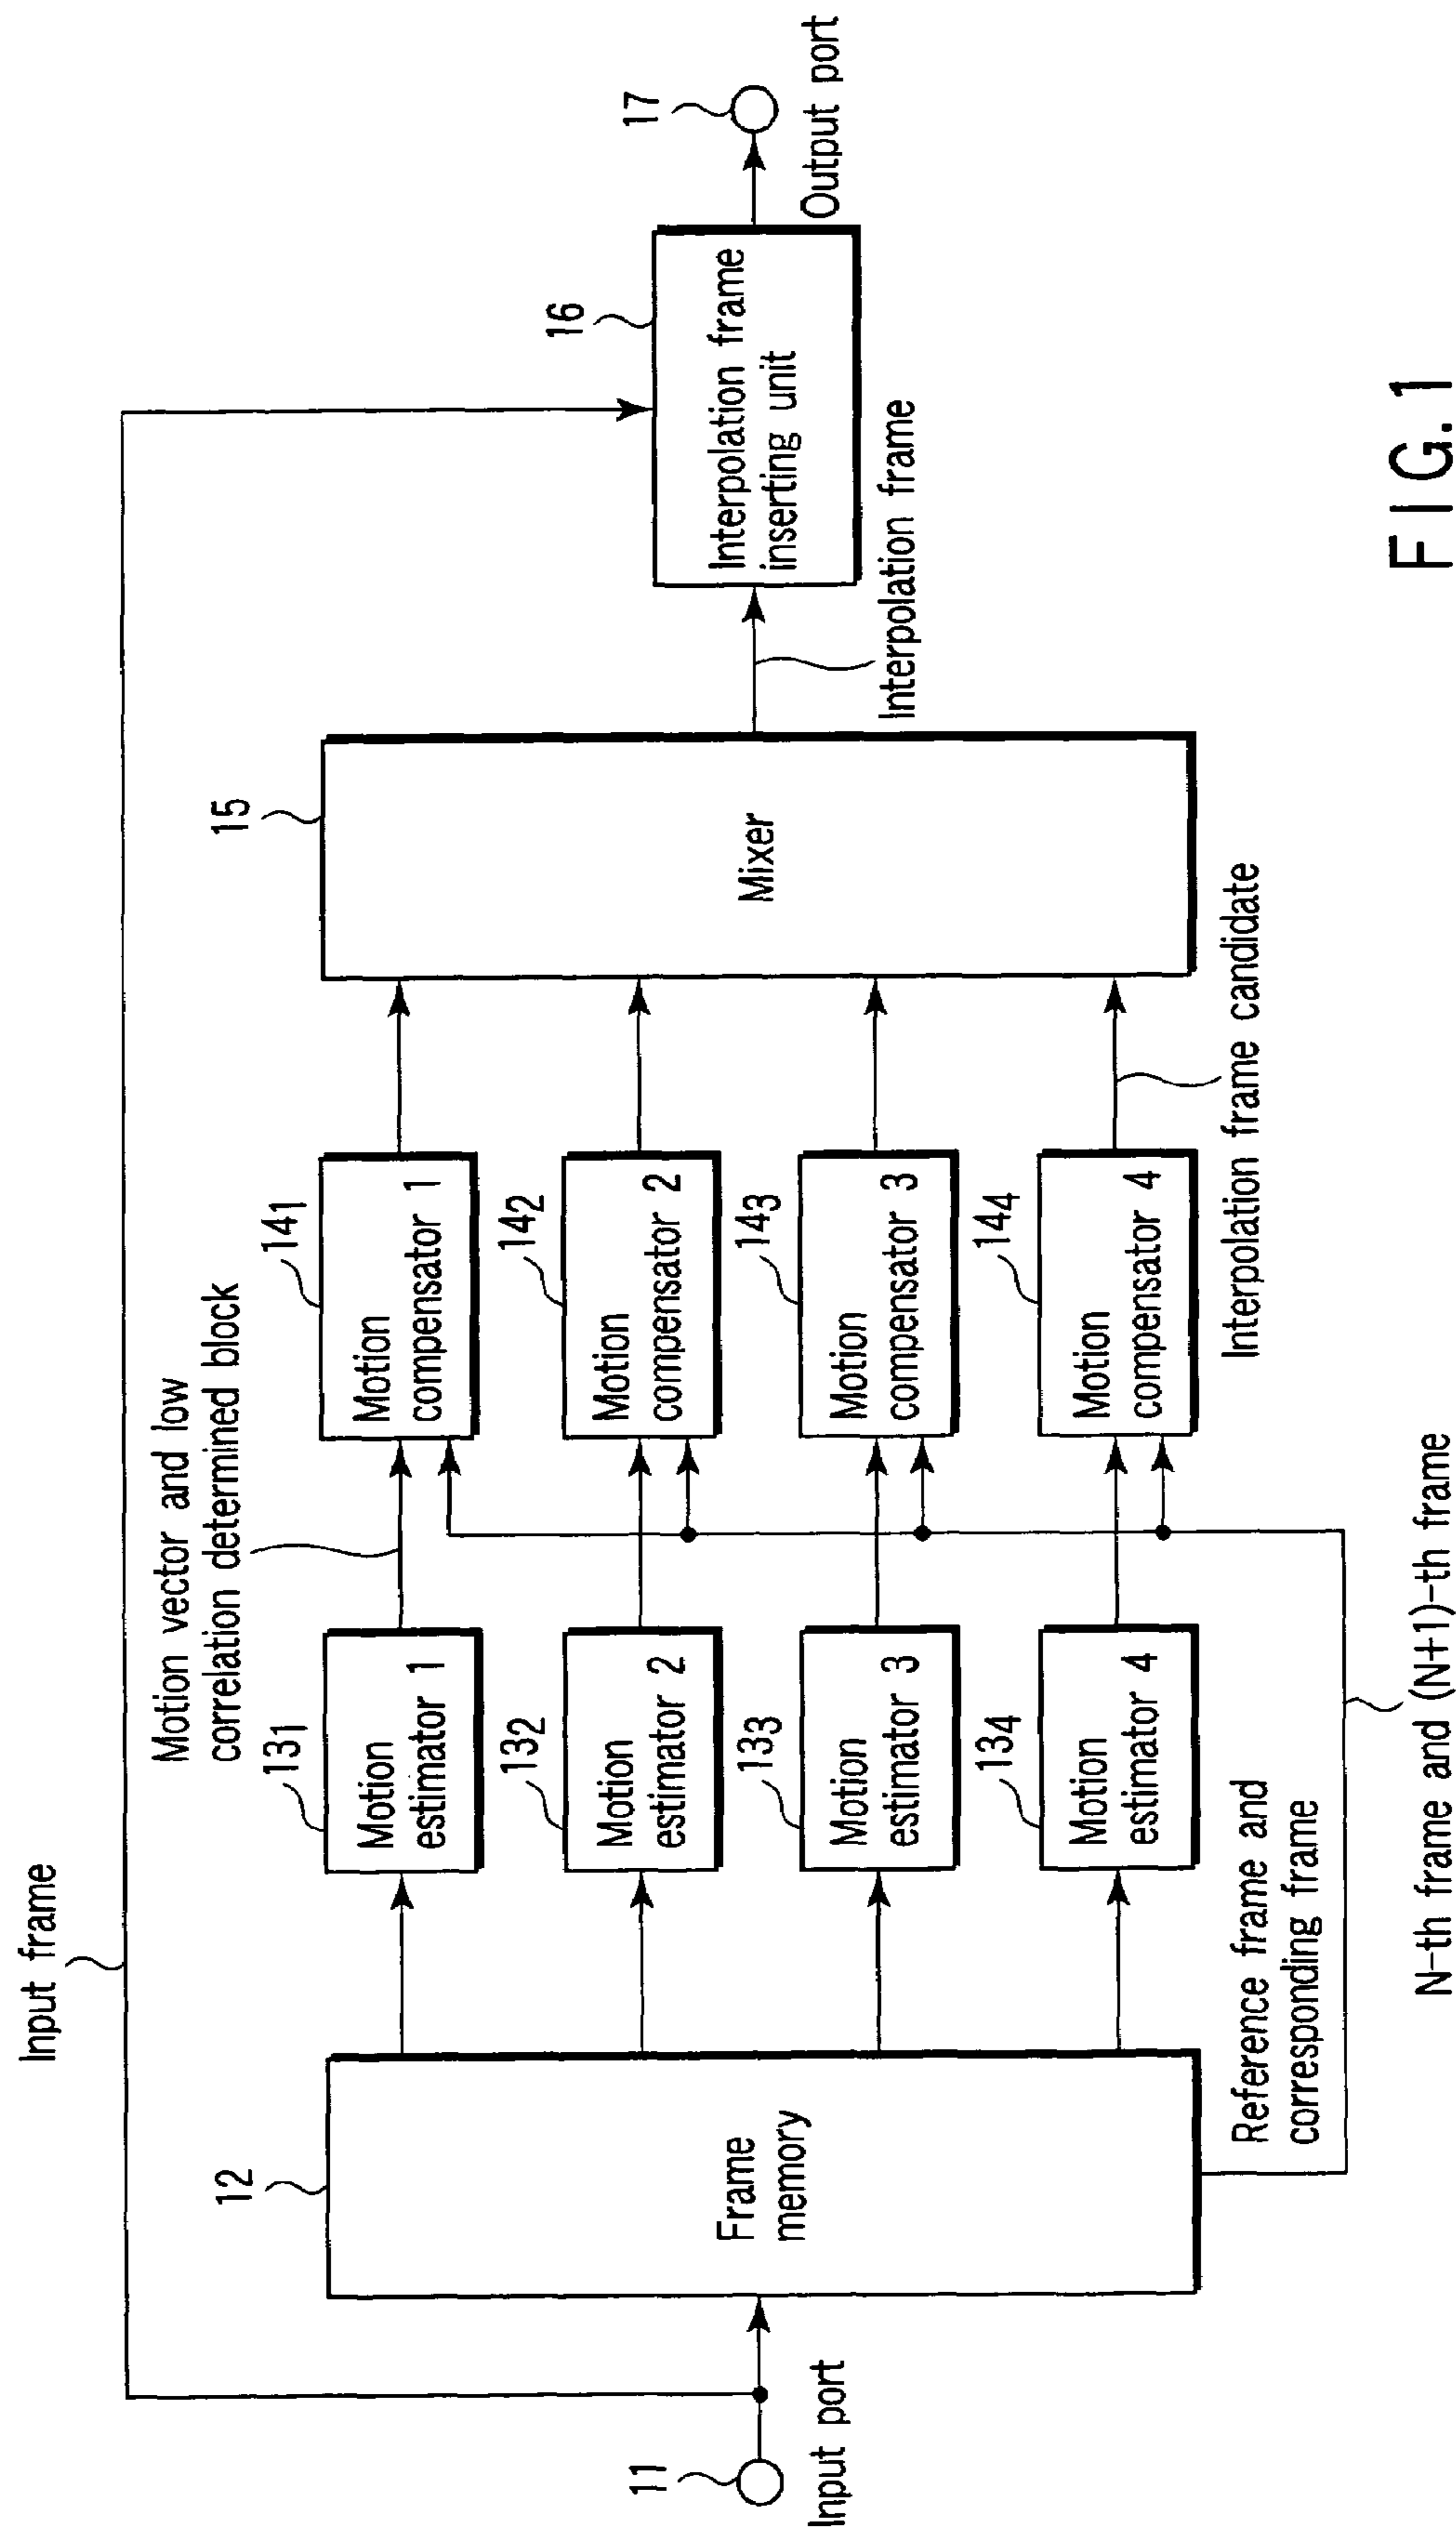 Input frame
Motion vector and low
correlation determined block
11
Input port
12
Frame
memory
13₁
Motion
estimator 1
13₂
Motion
estimator 2
13₃
Motion
estimator 3
13₄
Motion
estimator 4
Reference frame and
corresponding frame
N-th frame and (N+1)-th frame
14₁
Motion
compensator 1
14₂
Motion
compensator 2
14₃
Motion
compensator 3
14₄
Motion
compensator 4
Interpolation frame candidate
15
Mixer
Interpolation frame
16
Interpolation frame
inserting unit
17
Output port
FIG. 1